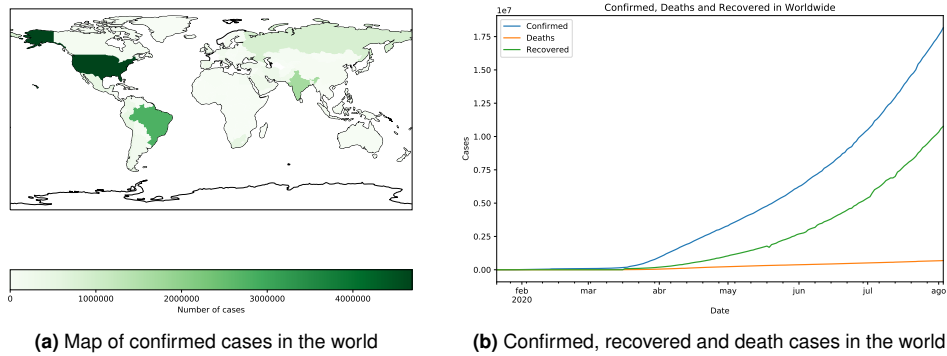 0
1000000
2000000
3000000
4000000
Number of cases
(a) Map of confirmed cases in the world
1e7
Confirmed, Deaths and Recovered in Worldwide
Confirmed
Deaths
Recovered
1.75
1.50
1.25
1.00
0.75
0.50
0.25
0.00
Cases
feb
2020
mar
abr
may
jun
jul
ago
Date
(b) Confirmed, recovered and death cases in the world